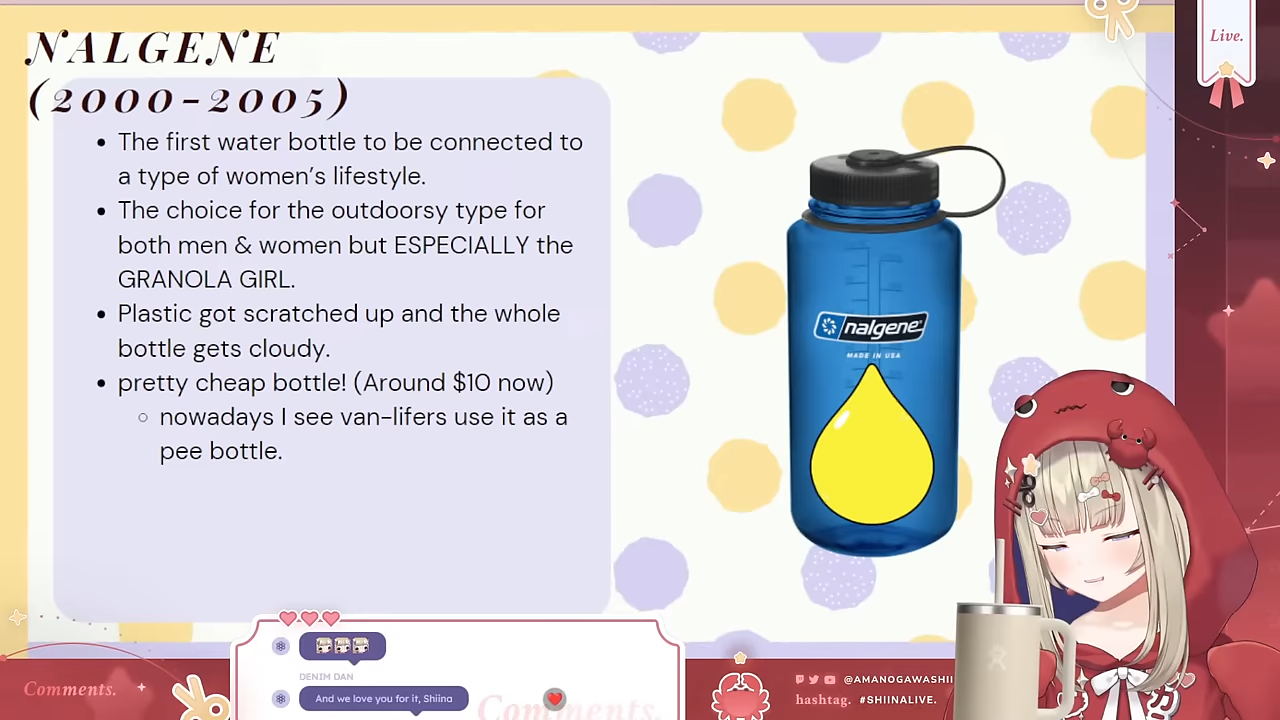 NALGENE
(2000-2005)
• The first water bottle to be connected to
a type of women's lifestyle.
• The choice for the outdoorsy type for
both men & women but ESPECIALLY the
GRANOLA GIRL.
• Plastic got scratched up and the whole
bottle gets cloudy.
• pretty cheap bottle! (Around $10 now)
○ nowadays I see van-lifers use it as a
pee bottle.
nalgene®
MADE IN USA
Live.
Comments.
DENIM DAN
And we love you for it, Shiina
Comments.
@AMANOGAWASHII
hashtag. #SHIINALIVE.